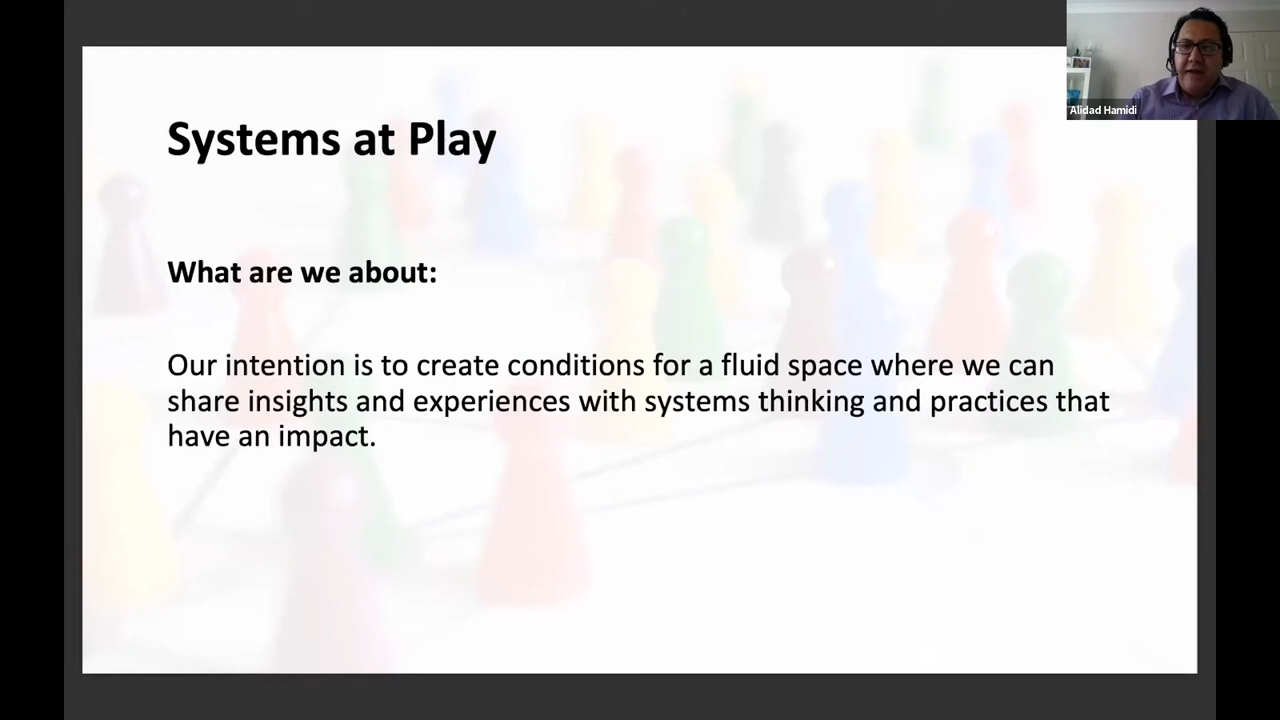 Systems at Play
What are we about:
Our intention is to create conditions for a fluid space where we can
share insights and experiences with systems thinking and practices that
have an impact.
Alidad Hamidi